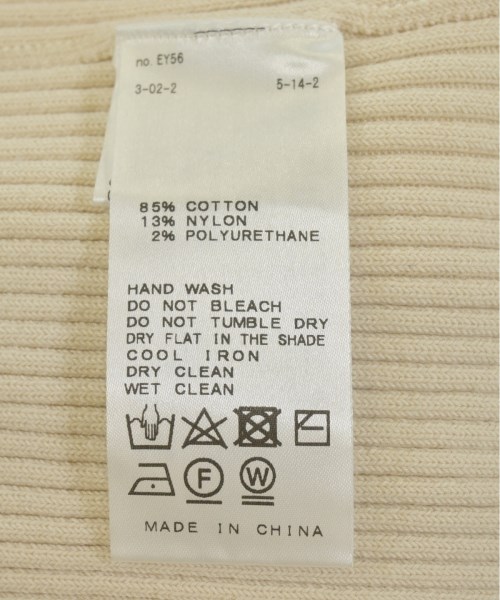 no. EY56
3-02-2 5-14-2
85% COTTON
13% NYLON
2% POLYURETHANE
HAND WASH
DO NOT BLEACH
DO NOT TUMBLE DRY
DRY FLAT IN THE SHADE
COOL IRON
DRY CLEAN
WET CLEAN
F W
MADE IN CHINA